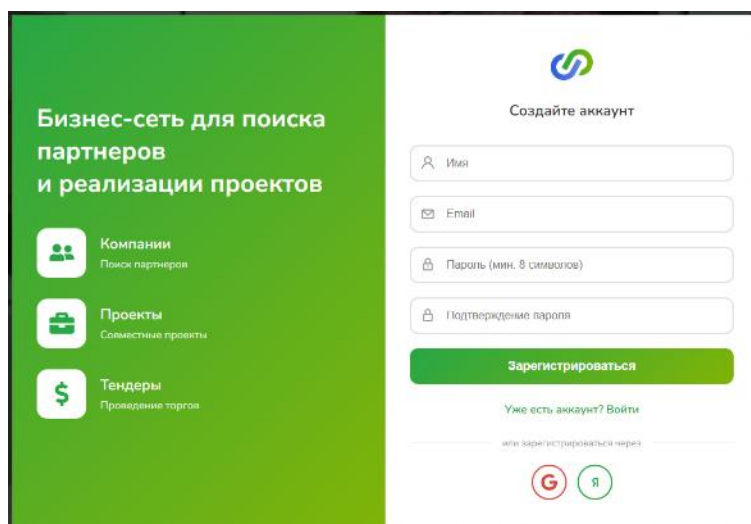 Бизнес-сеть для поиска
партнеров
и реализации проектов
Компании
Поиск партнеров
Проекты
Совместные проекты
Тендеры
Проведение торгов
Создайте аккаунт
Имя
Email
Пароль (мин. 8 символов)
Подтверждение пароля
Зарегистрироваться
Уже есть аккаунт? Войти
или зарегистрироваться через
G
Я